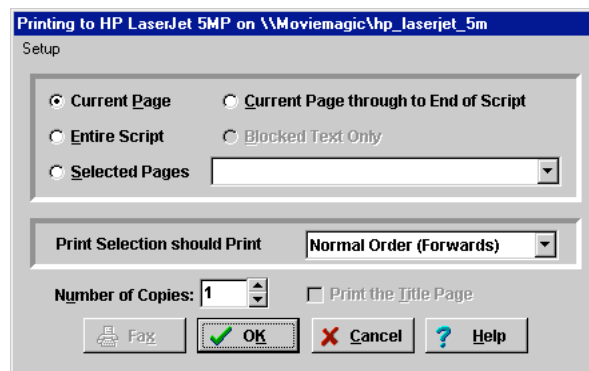 Printing to HP LaserJet 5MP on \\Moviemagic\hp_laserjet_5m
Setup
Current Page Current Page through to End of Script
Entire Script Blocked Text Only
Selected Pages
Print Selection should Print Normal Order (Forwards)
Number of Copies: 1 Print the Title Page
Fax OK Cancel ? Help